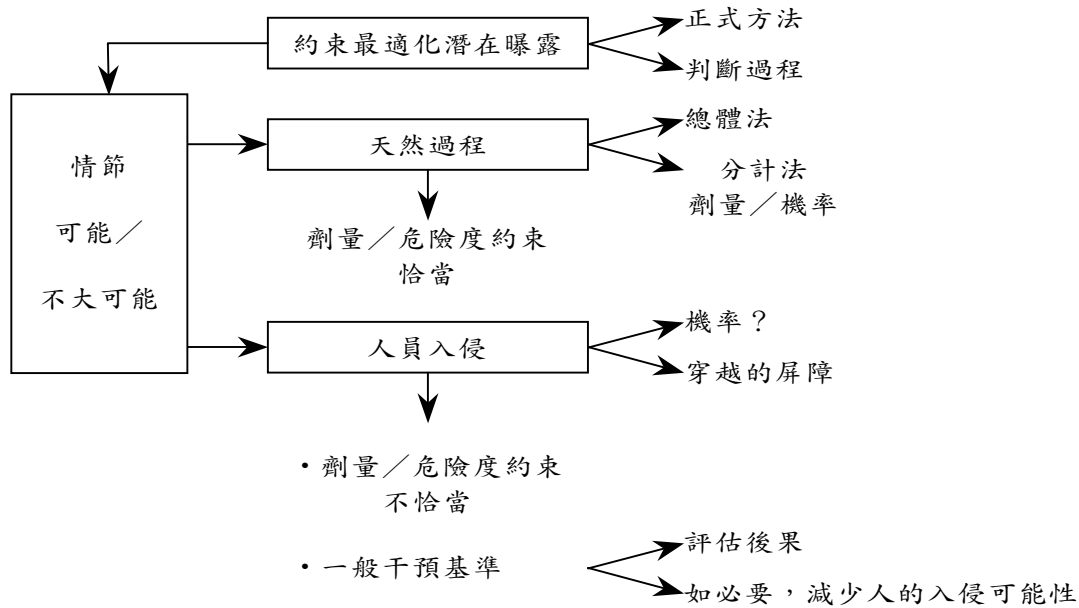 約束最適化潛在曝露
正式方法
判斷過程
情節
可能／
不大可能
天然過程
總體法
分計法
劑量／機率
劑量／危險度約束
恰當
人員入侵
機率？
穿越的屏障
・劑量／危險度約束
不恰當
・一般干預基準
評估後果
如必要，減少人的入侵可能性